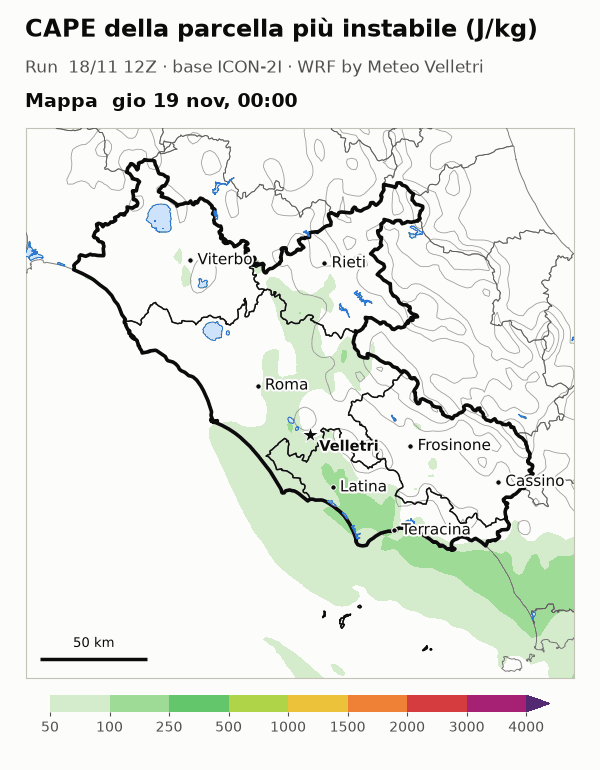 CAPE della parcella più instabile (J/kg)
Run  18/11 12Z · base ICON-2I · WRF by Meteo Velletri
Mappa  gio 19 nov, 00:00
Viterbo
Rieti
Roma
Velletri
Frosinone
Cassino
Latina
Terracina
50 km
50 100 250 500 1000 1500 2000 3000 4000